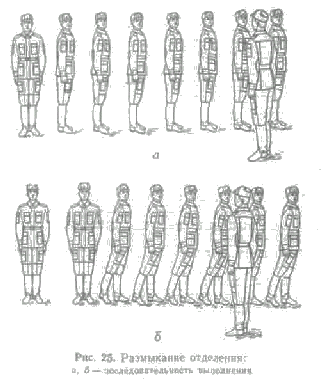 а
б
Рис. 25. Размыкание отделения:
а, б — последовательность выполнения